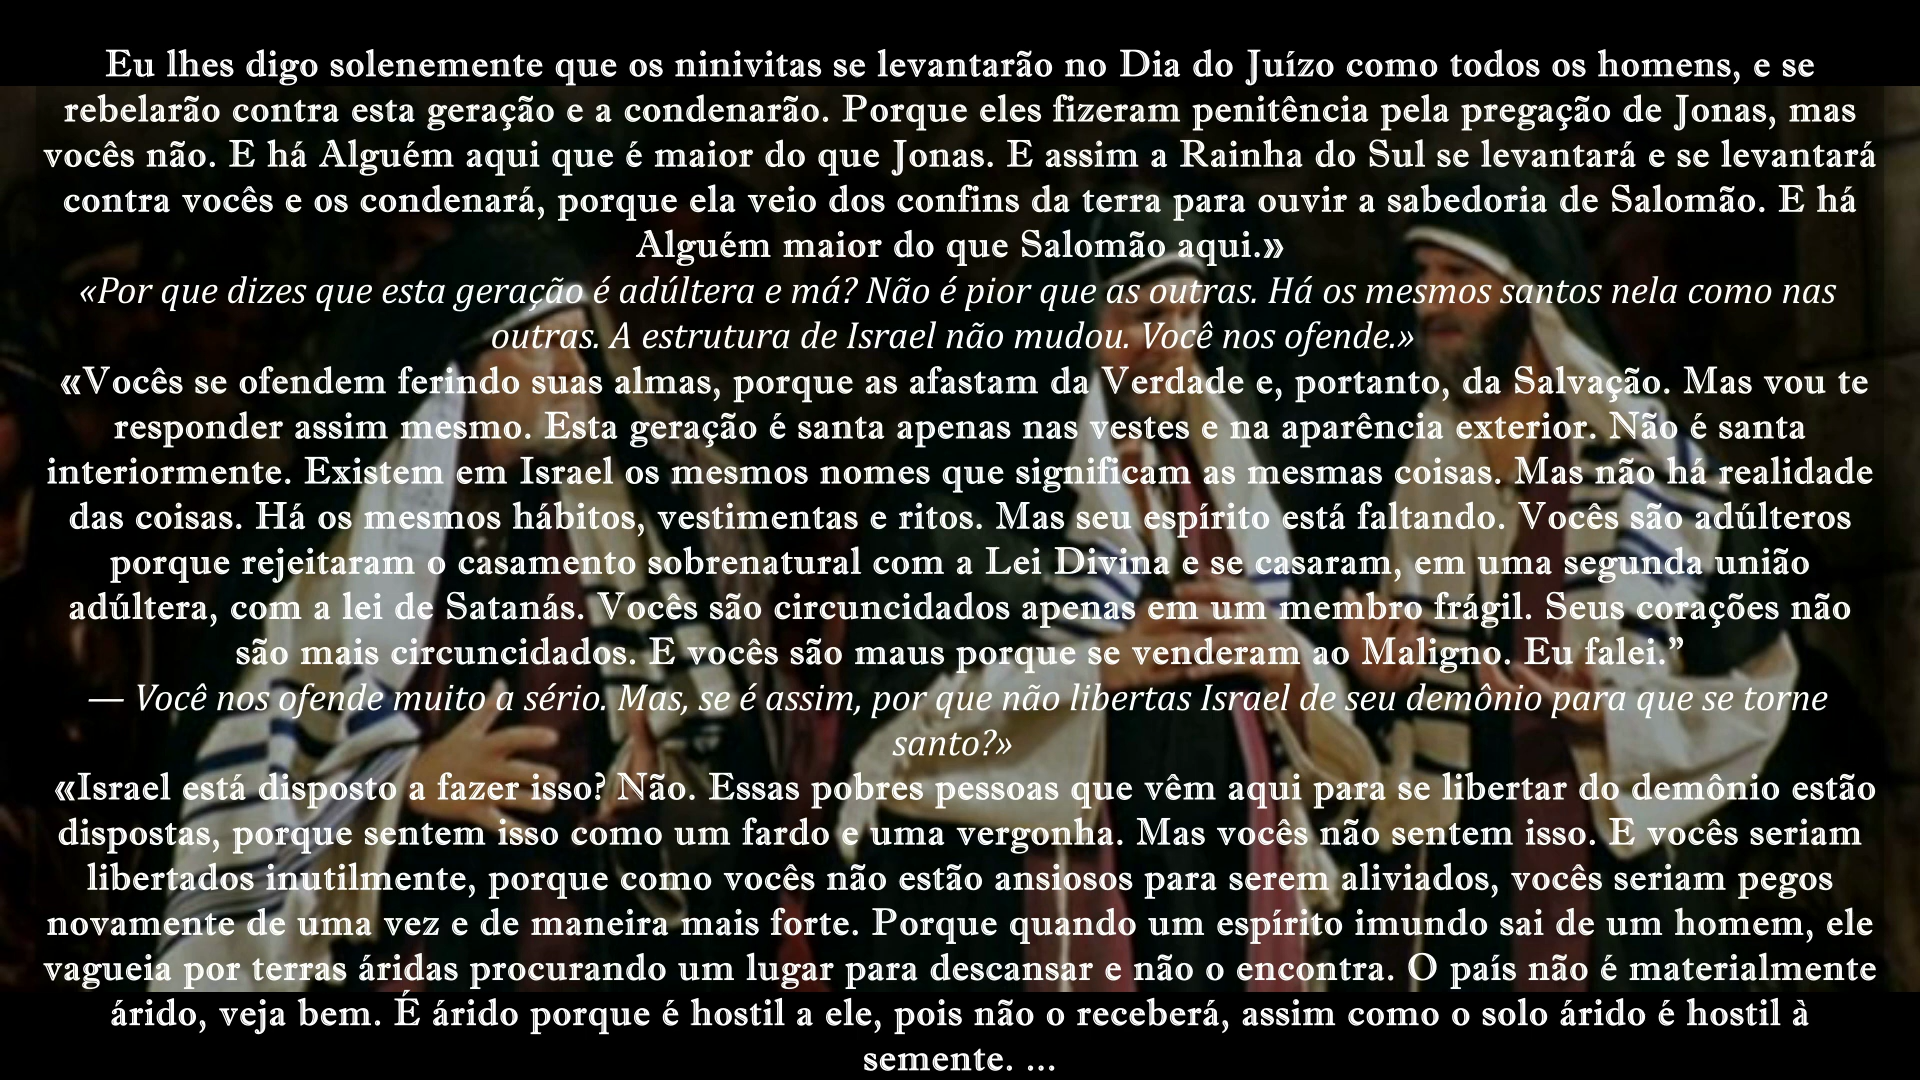 Eu lhes digo solenemente que os ninivitas se levantarão no Dia do Juízo como todos os homens, e se
rebelarão contra esta geração e a condenarão. Porque eles fizeram penitência pela pregação de Jonas, mas
vocês não. E há Alguém aqui que é maior do que Jonas. E assim a Rainha do Sul se levantará e se levantará
contra vocês e os condenará, porque ela veio dos confins da terra para ouvir a sabedoria de Salomão. E há
Alguém maior do que Salomão aqui.»
«Por que dizes que esta geração é adúltera e má? Não é pior que as outras. Há os mesmos santos nela como nas
outras. A estrutura de Israel não mudou. Você nos ofende.»
«Vocês se ofendem ferindo suas almas, porque as afastam da Verdade e, portanto, da Salvação. Mas vou te
responder assim mesmo. Esta geração é santa apenas nas vestes e na aparência exterior. Não é santa
interiormente. Existem em Israel os mesmos nomes que significam as mesmas coisas. Mas não há realidade
das coisas. Há os mesmos hábitos, vestimentas e ritos. Mas seu espírito está faltando. Vocês são adúlteros
porque rejeitaram o casamento sobrenatural com a Lei Divina e se casaram, em uma segunda união
adúltera, com a lei de Satanás. Vocês são circuncidados apenas em um membro frágil. Seus corações não
são mais circuncidados. E vocês são maus porque se venderam ao Maligno. Eu falei.”
— Você nos ofende muito a sério. Mas, se é assim, por que não libertas Israel de seu demônio para que se torne
santo?»
«Israel está disposto a fazer isso? Não. Essas pobres pessoas que vêm aqui para se libertar do demônio estão
dispostas, porque sentem isso como um fardo e uma vergonha. Mas vocês não sentem isso. E vocês seriam
libertados inutilmente, porque como vocês não estão ansiosos para serem aliviados, vocês seriam pegos
novamente de uma vez e de maneira mais forte. Porque quando um espírito imundo sai de um homem, ele
vagueia por terras áridas procurando um lugar para descansar e não o encontra. O país não é materialmente
árido, veja bem. É árido porque é hostil a ele, pois não o receberá, assim como o solo árido é hostil à
semente. ...